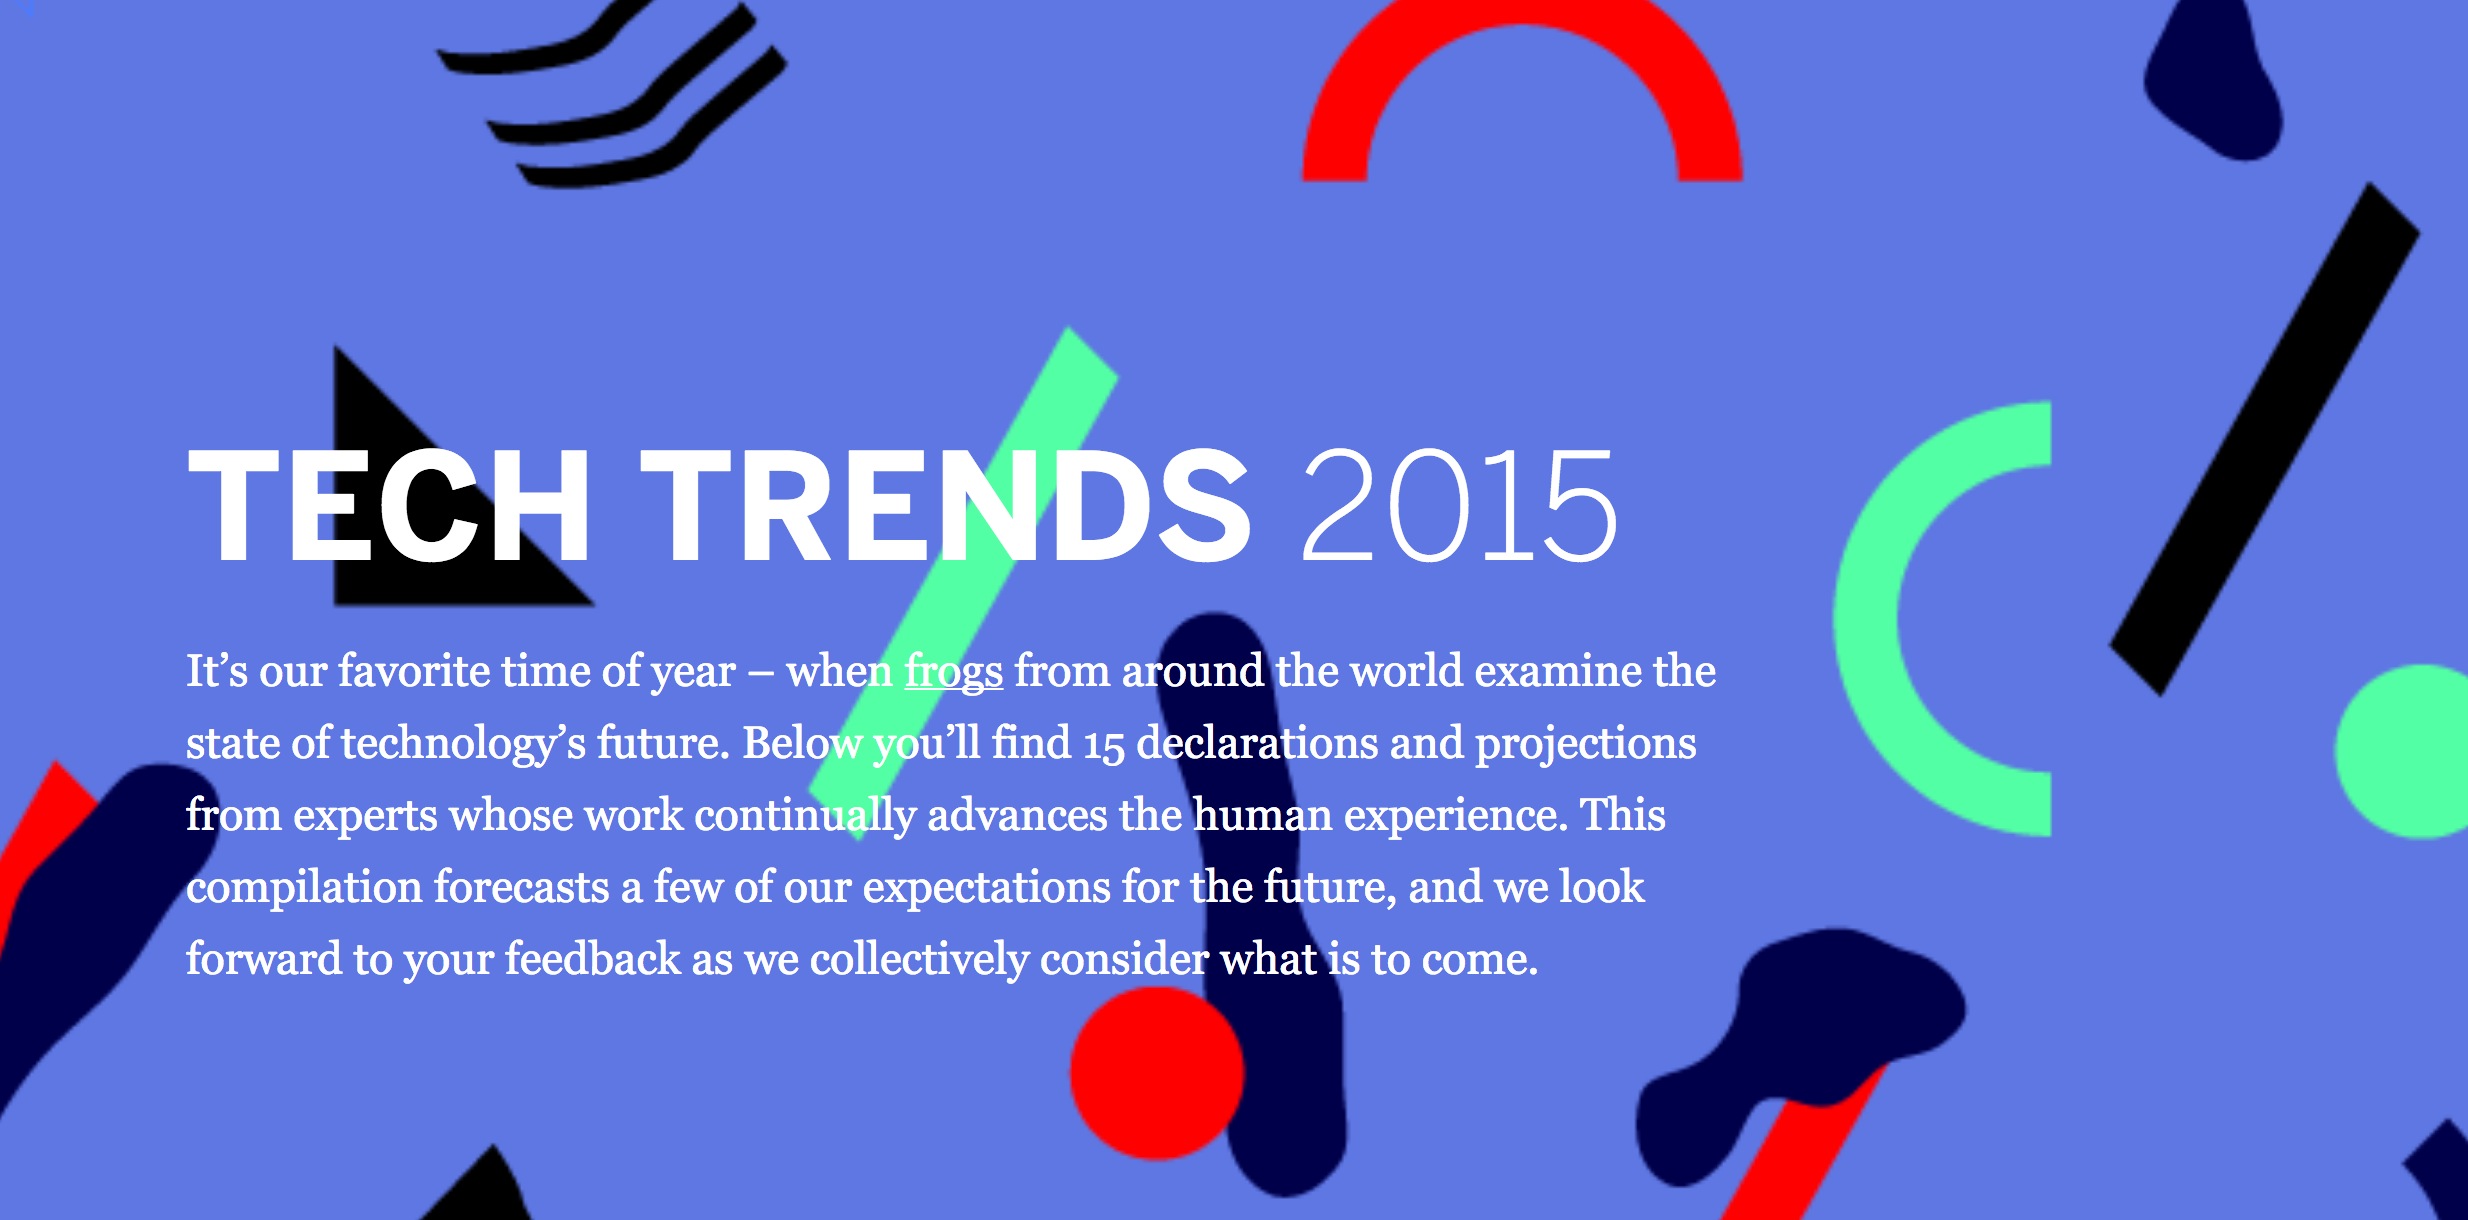 TECH TRENDS 2015
It’s our favorite time of year – when frogs from around the world examine the
state of technology’s future. Below you’ll find 15 declarations and projections
from experts whose work continually advances the human experience. This
compilation forecasts a few of our expectations for the future, and we look
forward to your feedback as we collectively consider what is to come.